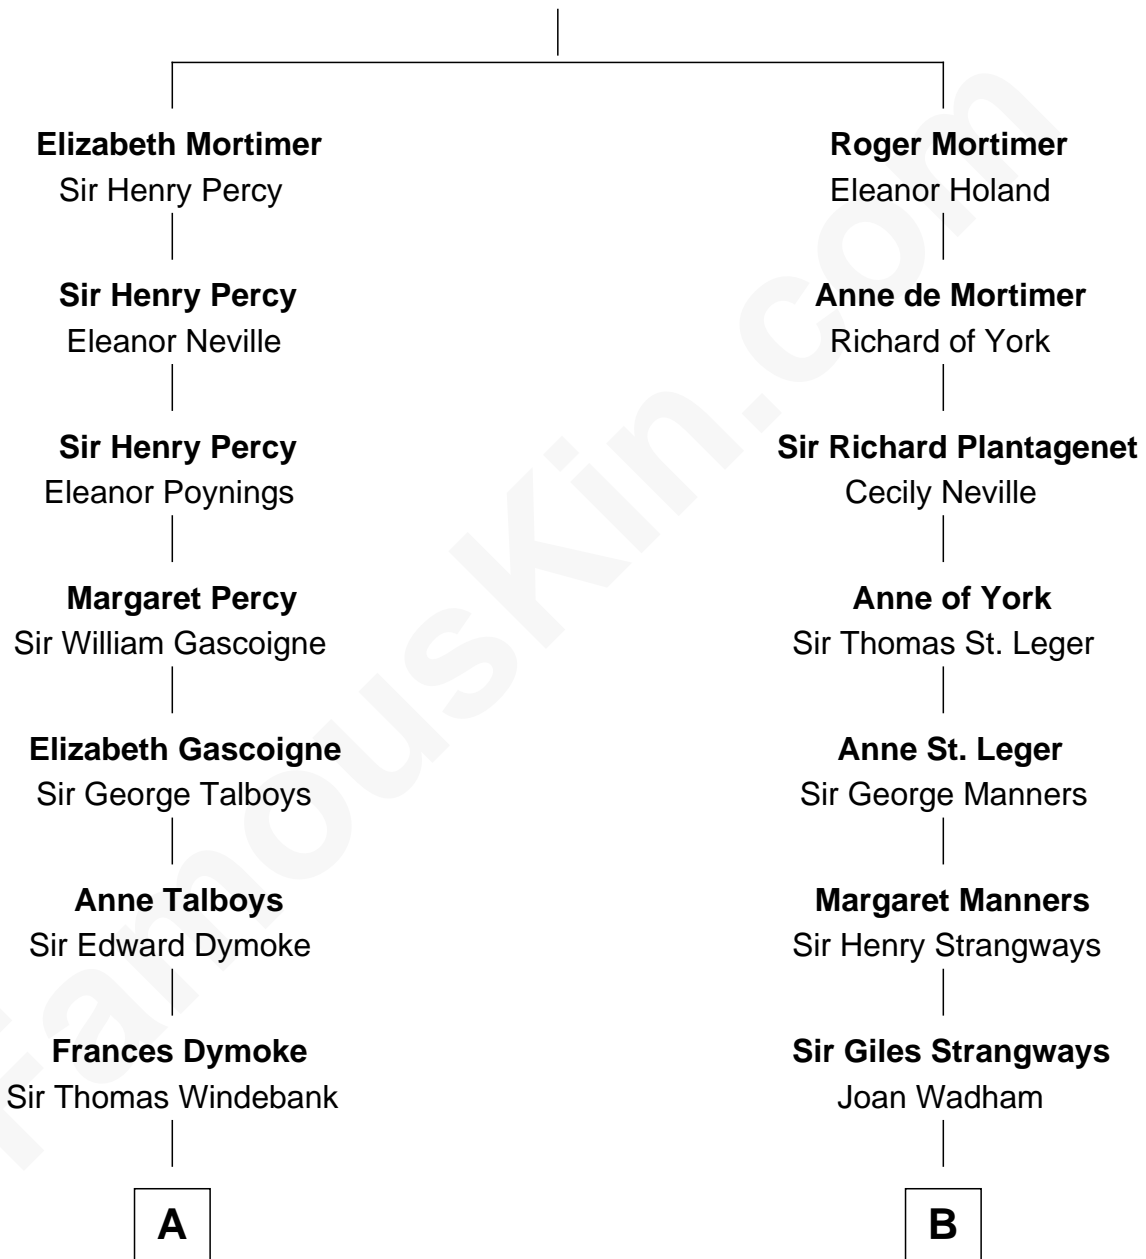 Elizabeth Mortimer
Sir Henry Percy
Sir Henry Percy
Eleanor Neville
Sir Henry Percy
Eleanor Poynings
Margaret Percy
Sir William Gascoigne
Elizabeth Gascoigne
Sir George Talboys
Anne Talboys
Sir Edward Dymoke
Frances Dymoke
Sir Thomas Windebank
A
Roger Mortimer
Eleanor Holand
Anne de Mortimer
Richard of York
Sir Richard Plantagenet
Cecily Neville
Anne of York
Sir Thomas St. Leger
Anne St. Leger
Sir George Manners
Margaret Manners
Sir Henry Strangways
Sir Giles Strangways
Joan Wadham
B
FamousKin.com